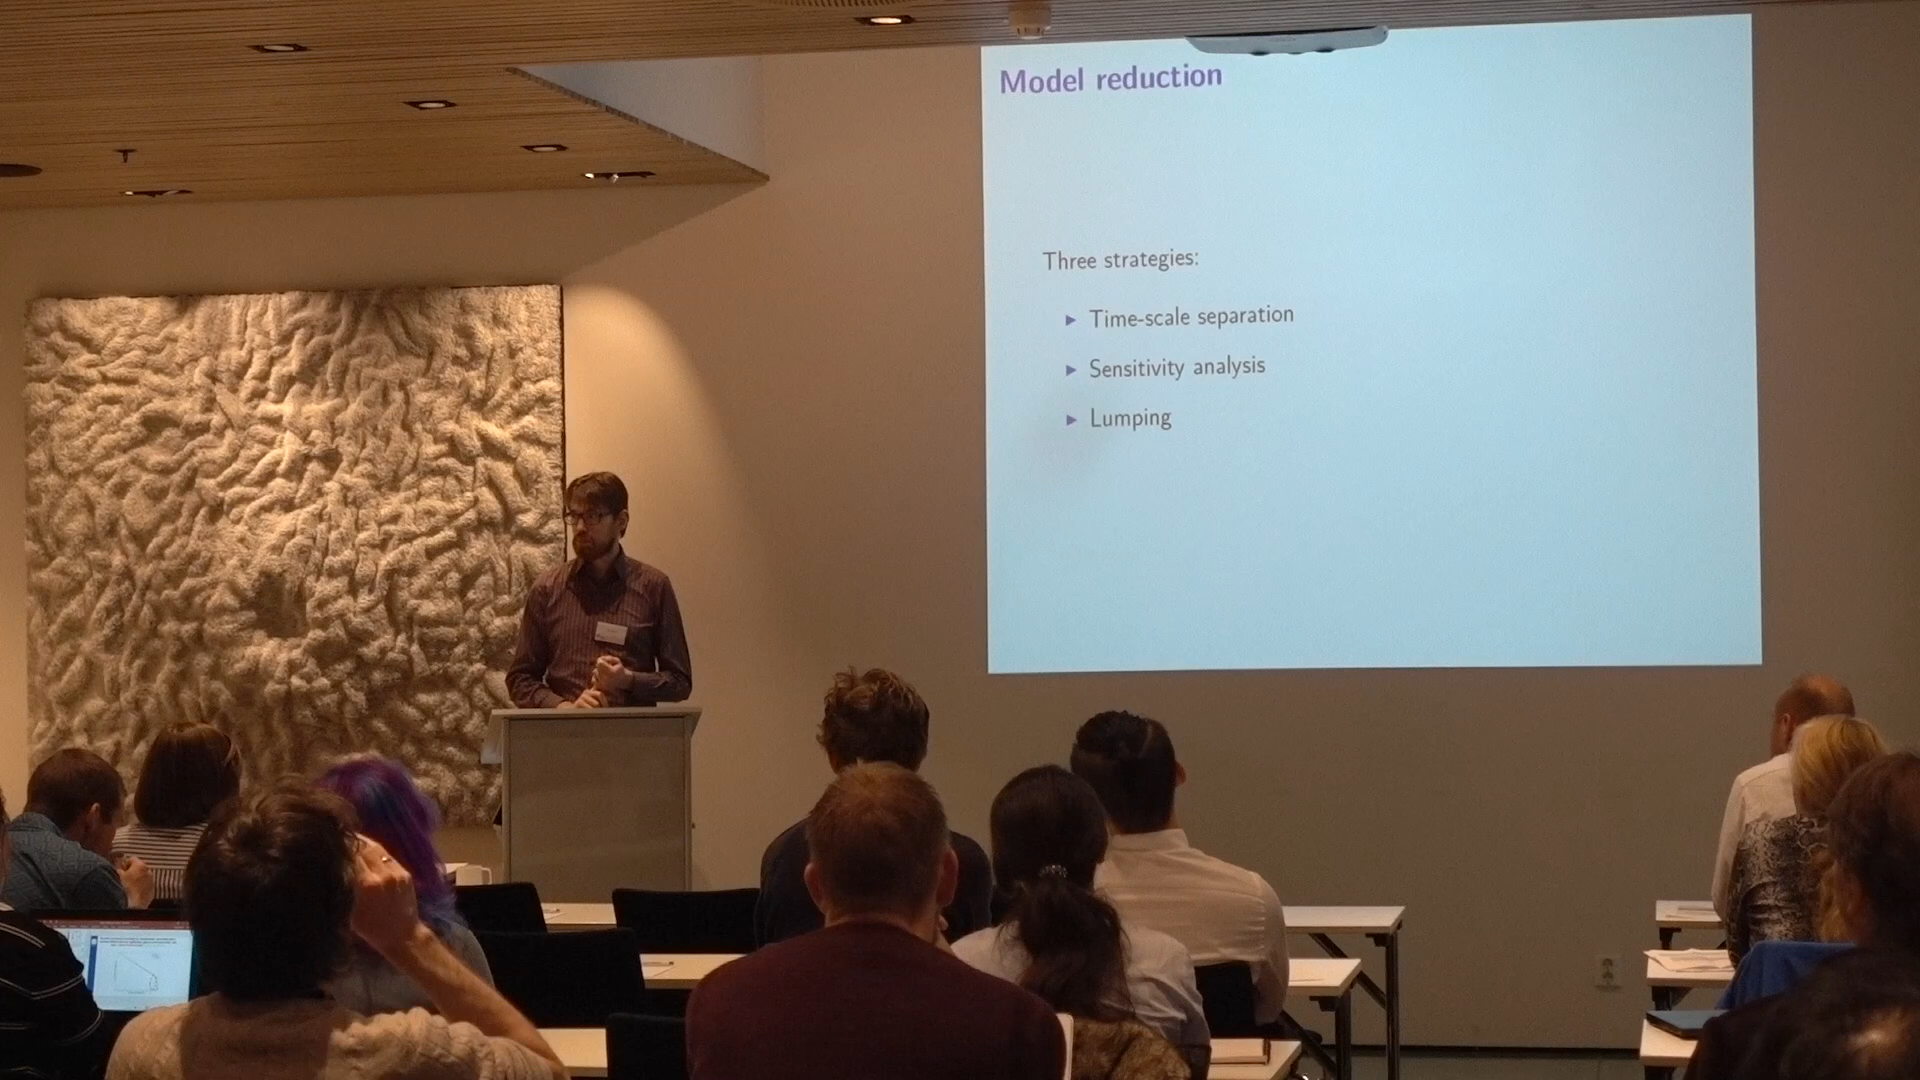 Model reduction
Three strategies:
Time-scale separation
Sensitivity analysis
Lumping